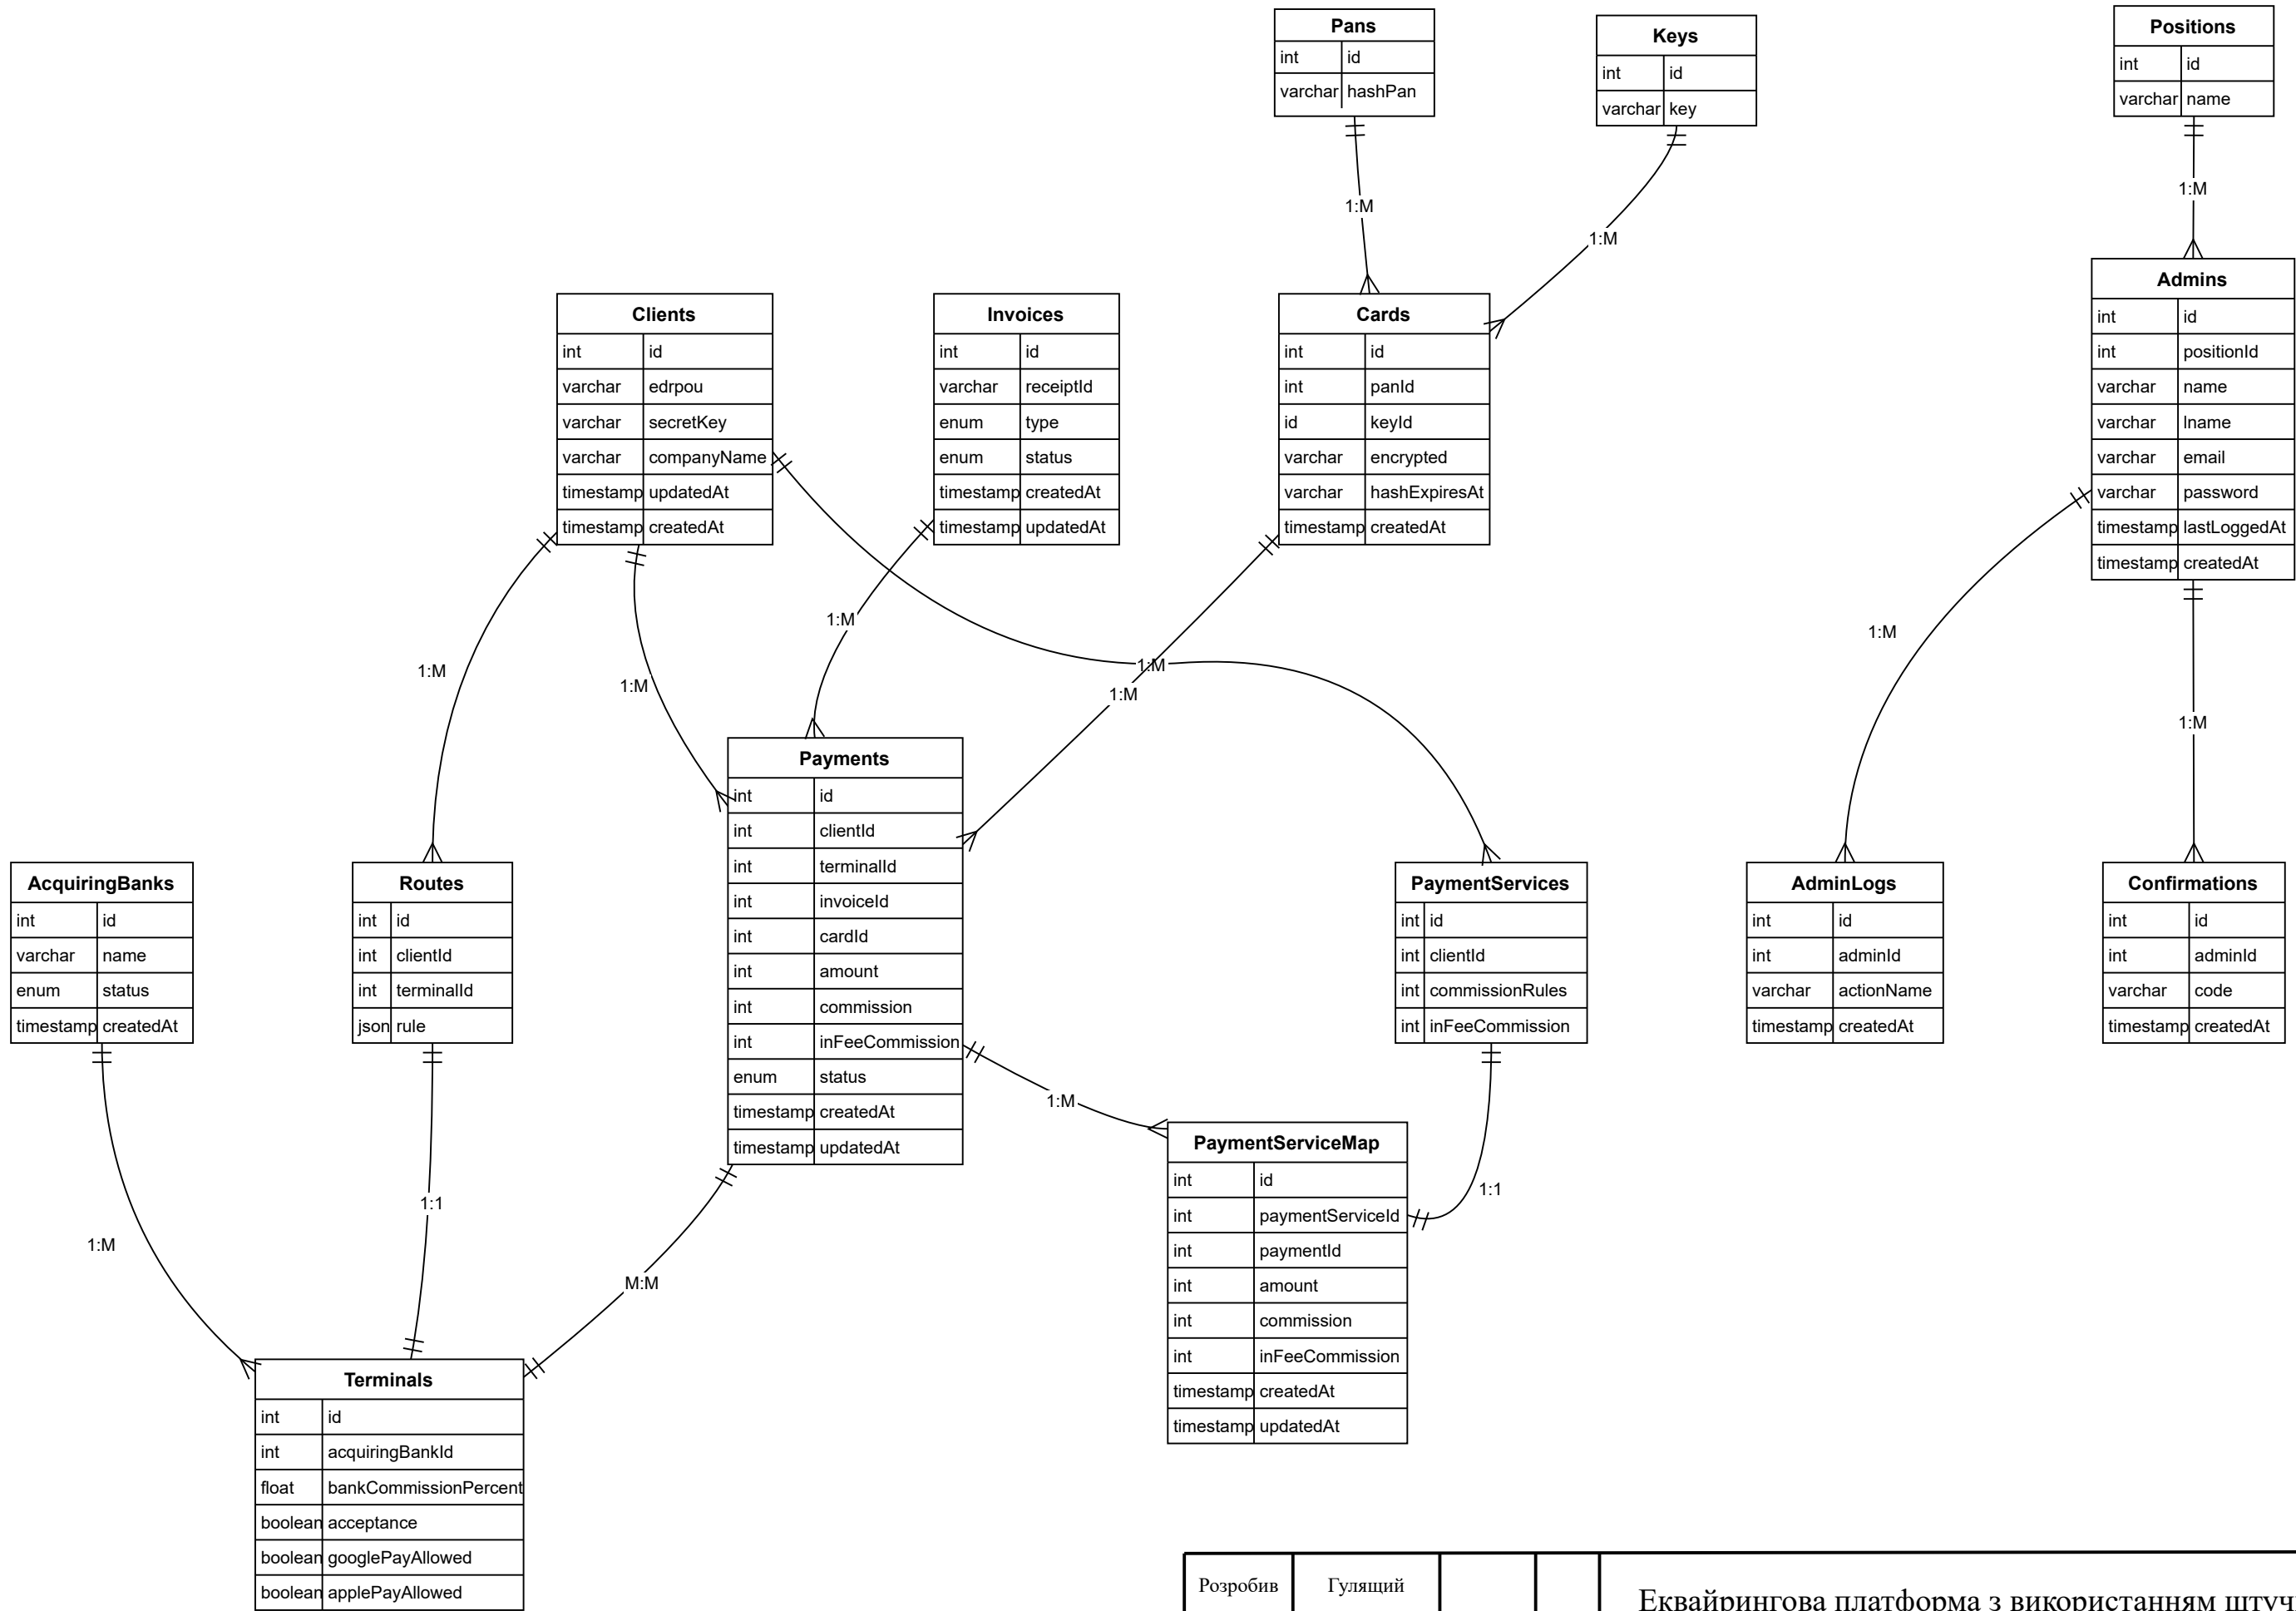 Pans
int id
varchar hashPan
Keys
int id
varchar key
Positions
int id
varchar name
1:M
1:M
1:M
Clients
int id
varchar edrpou
varchar secretKey
varchar companyName
timestamp updatedAt
timestamp createdAt
Invoices
int id
varchar receiptId
enum type
enum status
timestamp createdAt
timestamp updatedAt
Cards
int id
int panId
id keyId
varchar encrypted
varchar hashExpiresAt
timestamp createdAt
Admins
int id
int positionId
varchar name
varchar lname
varchar email
varchar password
timestamp lastLoggedAt
timestamp createdAt
1:M
1:M
1:M
1:M
1:M
1:M
1:M
Payments
int id
int clientId
int terminalId
int invoiceId
int cardId
int amount
int commission
int inFeeCommission
enum status
timestamp createdAt
timestamp updatedAt
AcquiringBanks
int id
varchar name
enum status
timestamp createdAt
Routes
int id
int clientId
int terminalId
json rule
PaymentServices
int id
int clientId
int commissionRules
int inFeeCommission
AdminLogs
int id
int adminId
varchar actionName
timestamp createdAt
Confirmations
int id
int adminId
varchar code
timestamp createdAt
1:M
1:1
1:1
1:M
M:M
PaymentServiceMap
int id
int paymentServiceId
int paymentId
int amount
int commission
int inFeeCommission
timestamp createdAt
timestamp updatedAt
Terminals
int id
int acquiringBankId
float bankCommissionPercent
boolean acceptance
boolean googlePayAllowed
boolean applePayAllowed
Розробив Гулящий
Еквайрингова платформа з використанням штуч